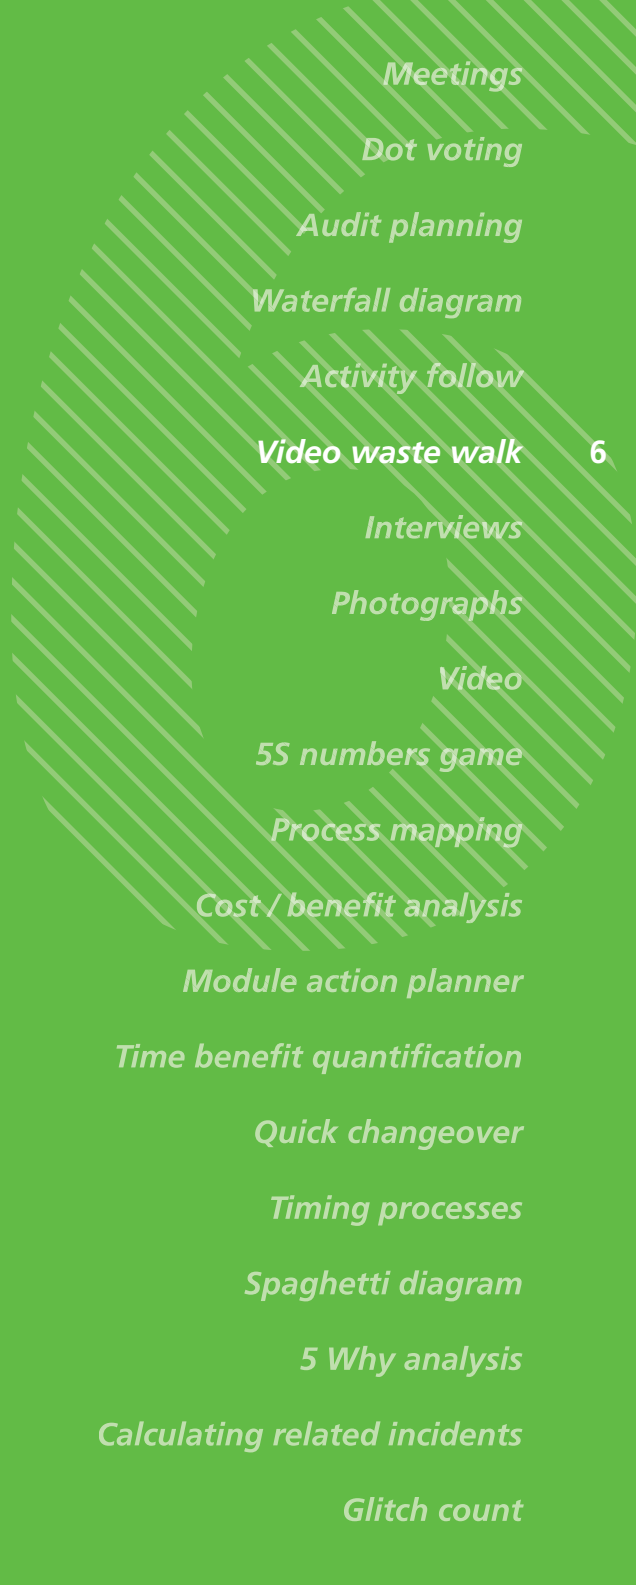 Meetings
Dot voting
Audit planning
Waterfall diagram
Activity follow
Video waste walk 6
Interviews
Photographs
Video
5S numbers game
Process mapping
Cost / benefit analysis
Module action planner
Time benefit quantification
Quick changeover
Timing processes
Spaghetti diagram
5 Why analysis
Calculating related incidents
Glitch count